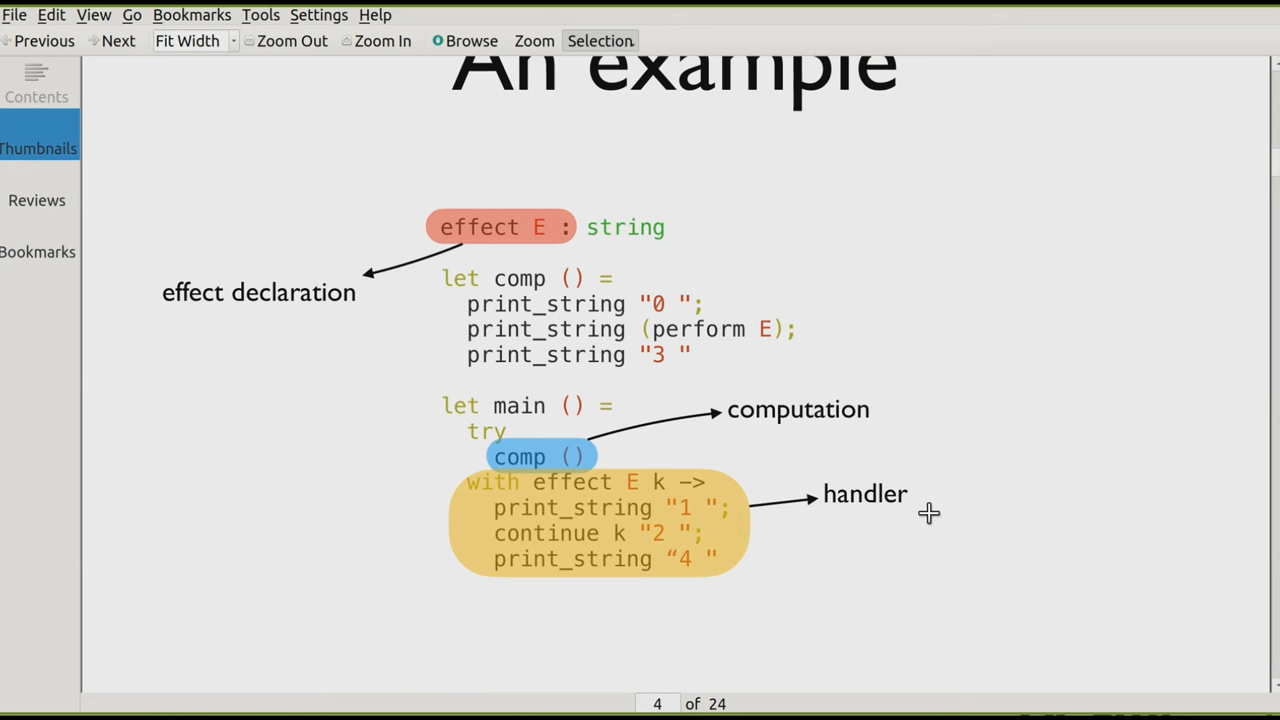 File Edit View Go Bookmarks Tools Settings Help
Previous Next Fit Width Zoom Out Zoom In Browse Zoom Selection
Contents
Thumbnails
Reviews
Bookmarks
An example
effect E : string
effect declaration
let comp () =
print_string "0 ";
print_string (perform E);
print_string "3 "
let main () =
try
comp ()
with effect E k ->
print_string "1 ";
continue k "2 ";
print_string “4 "
computation
handler
4 of 24